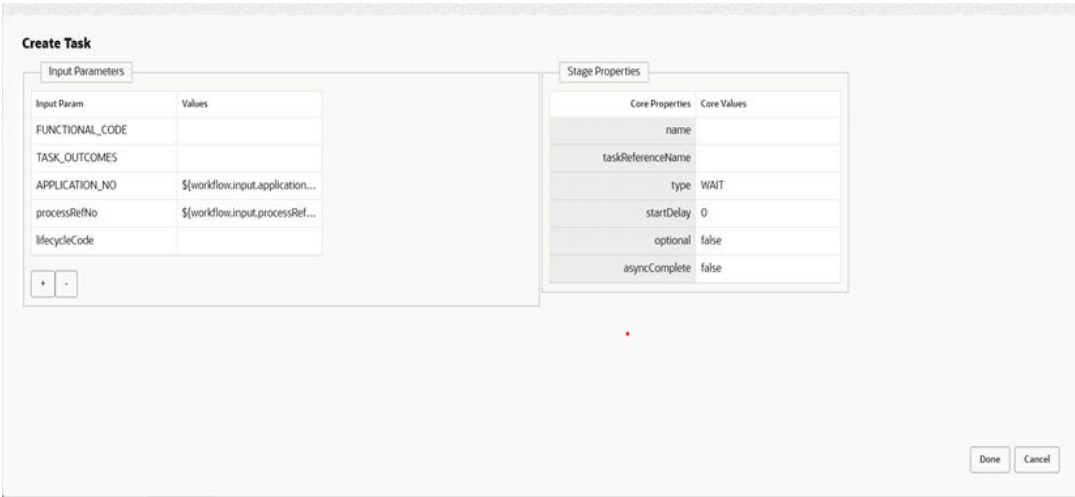 Create Task
Input Parameters
Input Param Values
FUNCTIONAL_CODE
TASK_OUTCOMES
APPLICATION_NO ${workflow.input.application...
processRefNo ${workflow.input.processRef...
lifecycleCode
+ -
Stage Properties
Core Properties Core Values
name
taskReferenceName
type WAIT
startDelay 0
optional false
asyncComplete false
Done Cancel